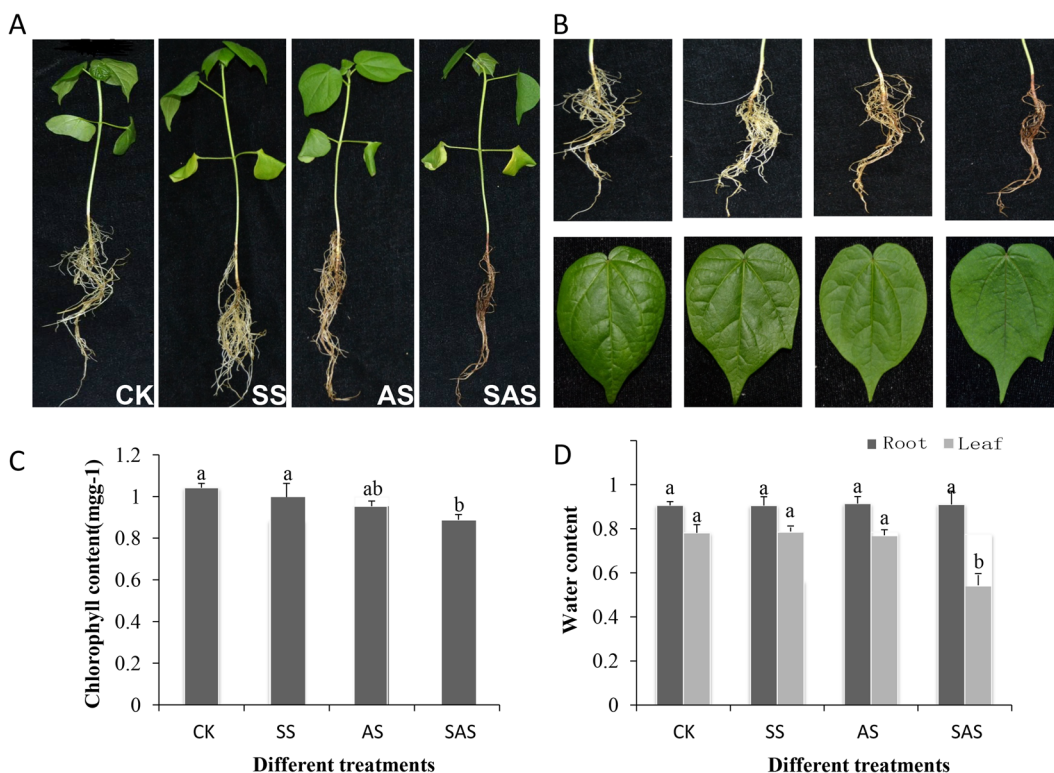 A
B
CK
SS
AS
SAS
C
Chlorophyll content(mgg-1)
1.2
1
0.8
0.6
0.4
0.2
0
a
a
ab
b
CK
SS
AS
SAS
Different treatments
D
Root
Leaf
Water content
1
0.8
0.6
0.4
0.2
0
a
a
a
a
a
a
a
b
CK
SS
AS
SAS
Different treatments